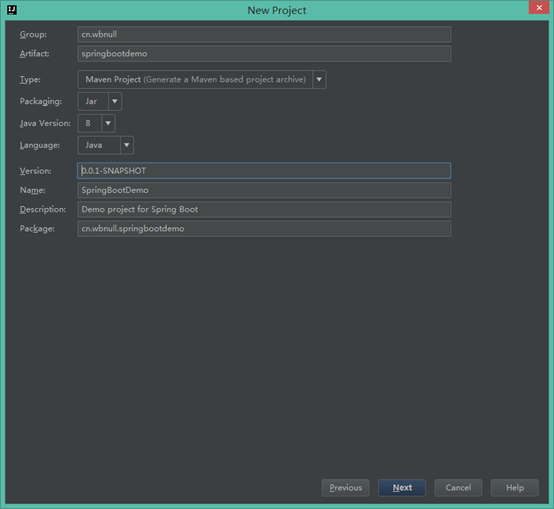 New Project
Group: cn.wbnull
Artifact: springbootdemo
Type: Maven Project (Generate a Maven based project archive)
Packaging: Jar
Java Version: 8
Language: Java
Version: 0.0.1-SNAPSHOT
Name: SpringBootDemo
Description: Demo project for Spring Boot
Package: cn.wbnull.springbootdemo
Previous Next Cancel Help